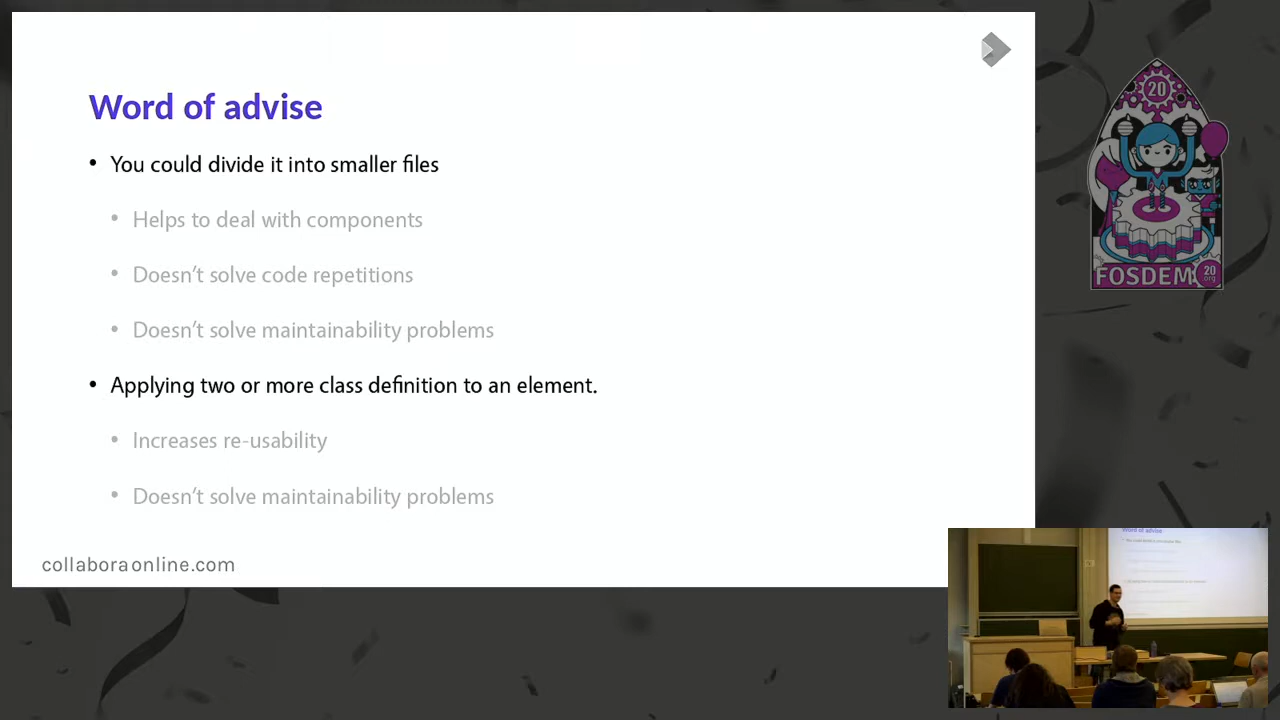 Word of advise
• You could divide it into smaller files
• Helps to deal with components
• Doesn't solve code repetitions
• Doesn't solve maintainability problems
• Applying two or more class definition to an element.
• Increases re-usability
• Doesn't solve maintainability problems
collaboraonline.com
20
FOSDEM
20
org